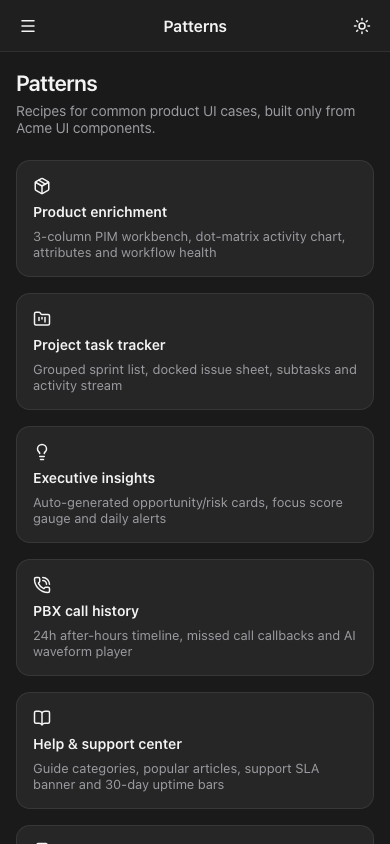 Patterns
Patterns
Recipes for common product UI cases, built only from
Acme UI components.
Product enrichment
3-column PIM workbench, dot-matrix activity chart,
attributes and workflow health
Project task tracker
Grouped sprint list, docked issue sheet, subtasks and
activity stream
Executive insights
Auto-generated opportunity/risk cards, focus score
gauge and daily alerts
PBX call history
24h after-hours timeline, missed call callbacks and AI
waveform player
Help & support center
Guide categories, popular articles, support SLA
banner and 30-day uptime bars